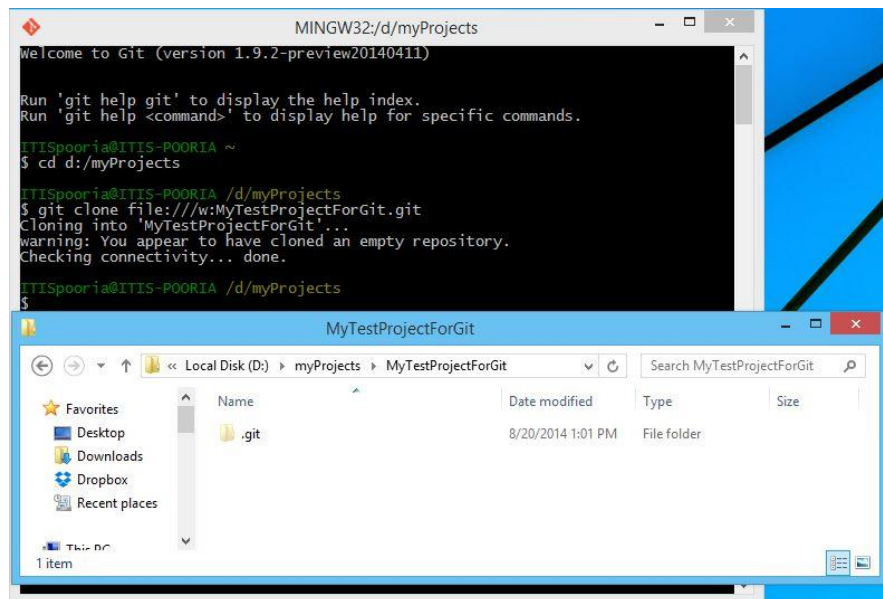 MINGW32:/d/myProjects
Welcome to Git (version 1.9.2-preview20140411)
Run 'git help git' to display the help index.
Run 'git help <command>' to display help for specific commands.
ITISpooria@ITIS-POORIA ~
$ cd d:/myProjects
ITISpooria@ITIS-POORIA /d/myProjects
$ git clone file:///w:MyTestProjectForGit.git
Cloning into 'MyTestProjectForGit'...
warning: You appear to have cloned an empty repository.
Checking connectivity... done.
ITISpooria@ITIS-POORIA /d/myProjects
$
MyTestProjectForGit
« Local Disk (D:) myProjects MyTestProjectForGit Search MyTestProjectForGit
Name Date modified Type Size
Favorites
Desktop .git 8/20/2014 1:01 PM File folder
Downloads
Dropbox
Recent places
This PC
1 item